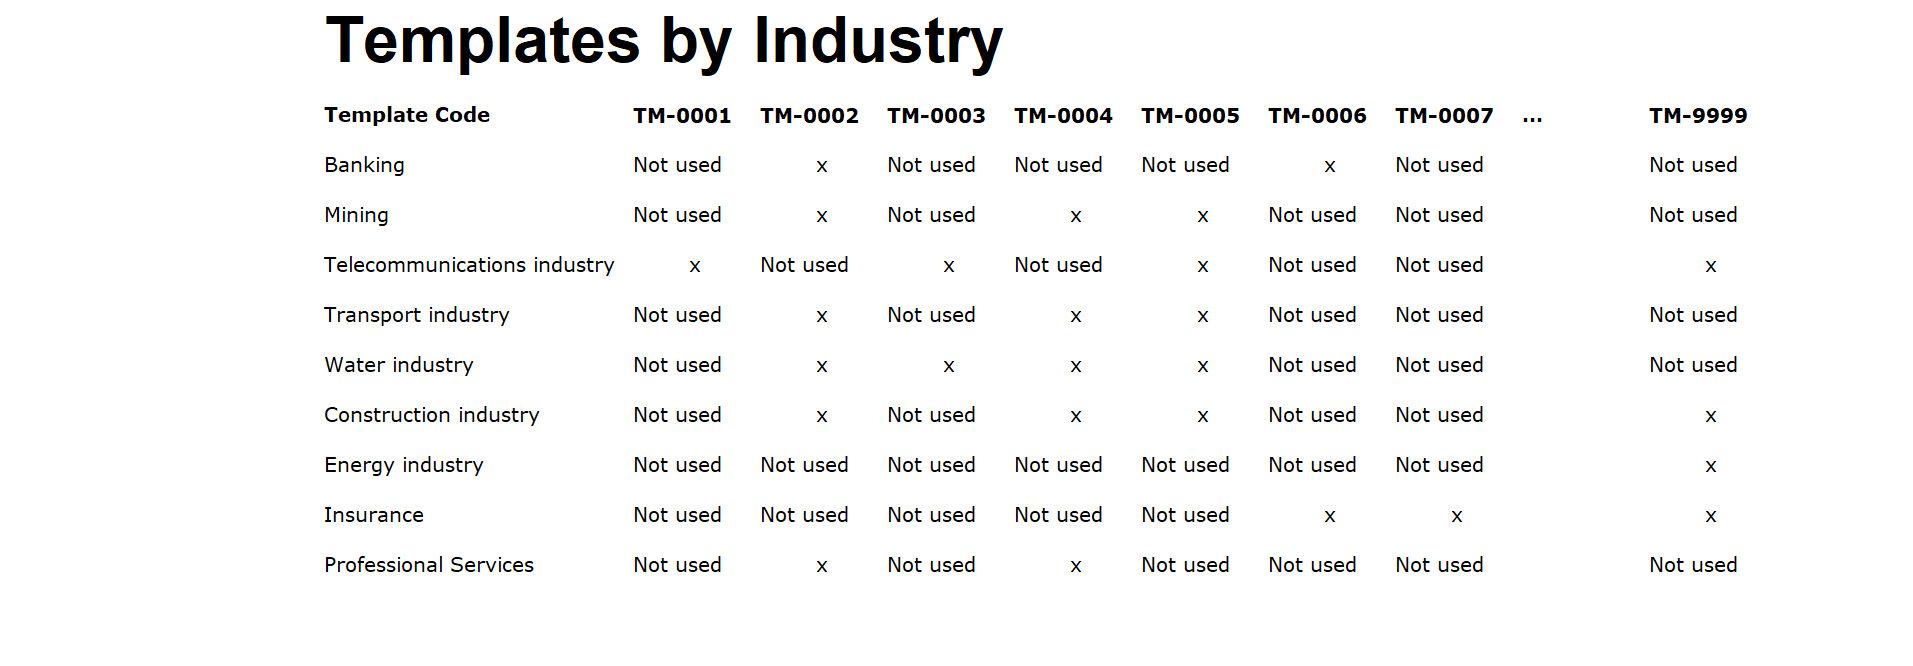 Templates by Industry
Template Code TM-0001 TM-0002 TM-0003 TM-0004 TM-0005 TM-0006 TM-0007 ... TM-9999
Banking Not used x Not used Not used Not used x Not used Not used
Mining Not used x Not used x x Not used Not used Not used
Telecommunications industry x Not used x Not used x Not used Not used x
Transport industry Not used x Not used x x Not used Not used Not used
Water industry Not used x x x x Not used Not used Not used
Construction industry Not used x Not used x x Not used Not used x
Energy industry Not used Not used Not used Not used Not used Not used Not used x
Insurance Not used Not used Not used Not used Not used x x x
Professional Services Not used x Not used x Not used Not used Not used Not used